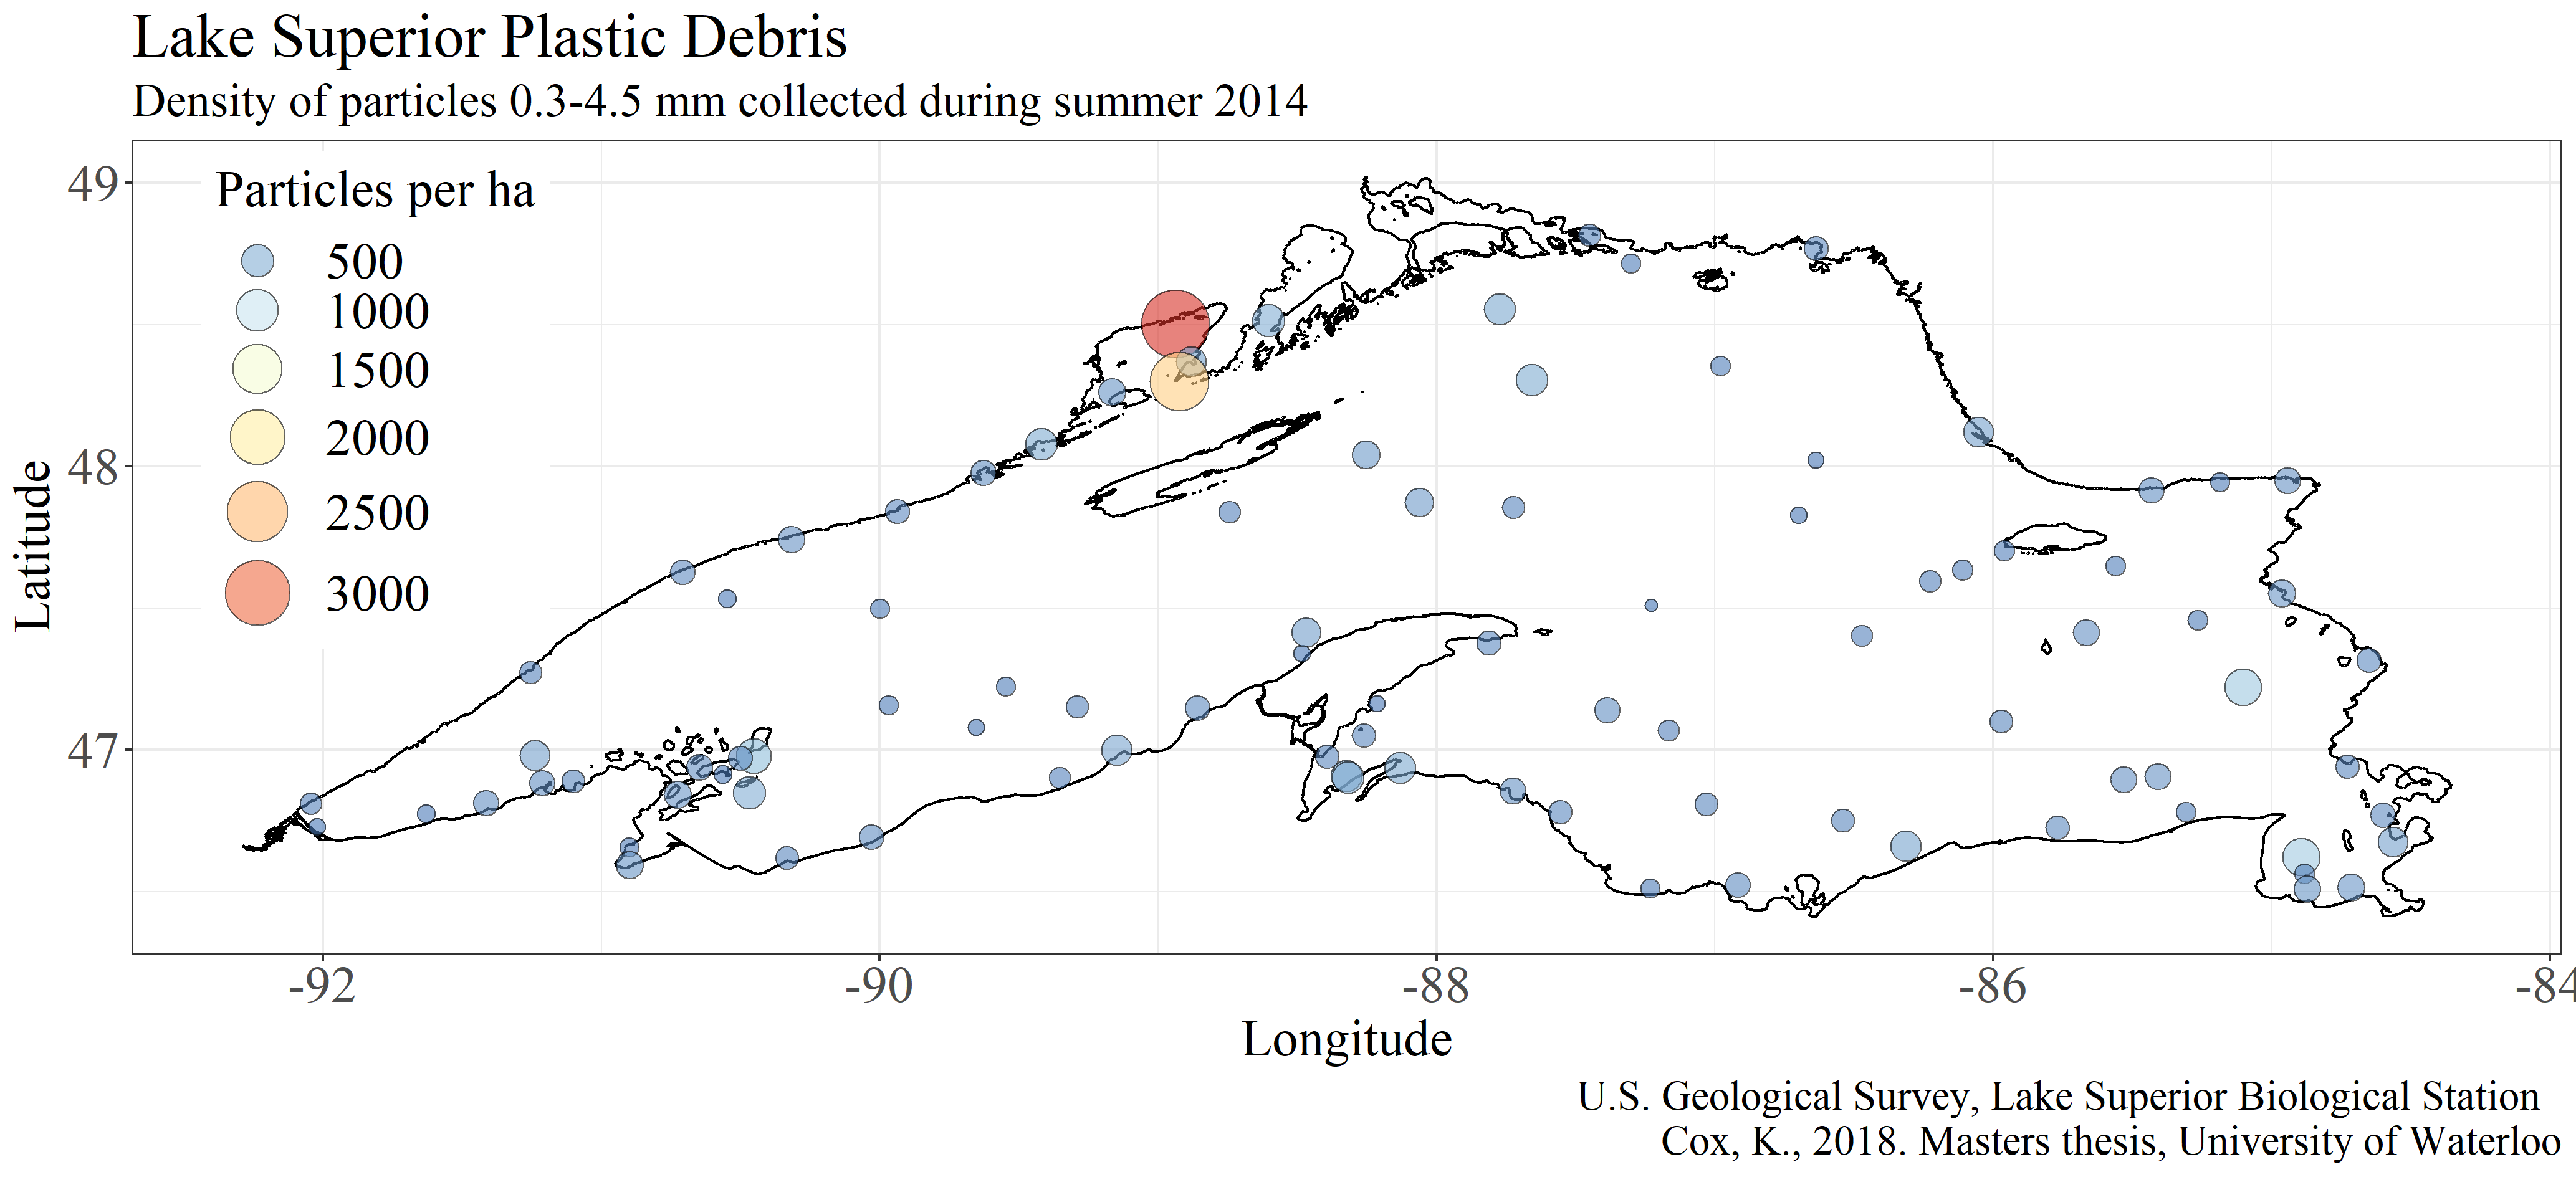 Lake Superior Plastic Debris
Density of particles 0.3-4.5 mm collected during summer 2014
Particles per ha
500
1000
1500
2000
2500
3000
Latitude
49
48
47
-92
-90
-88
-86
-84
Longitude
U.S. Geological Survey, Lake Superior Biological Station
Cox, K., 2018. Masters thesis, University of Waterloo